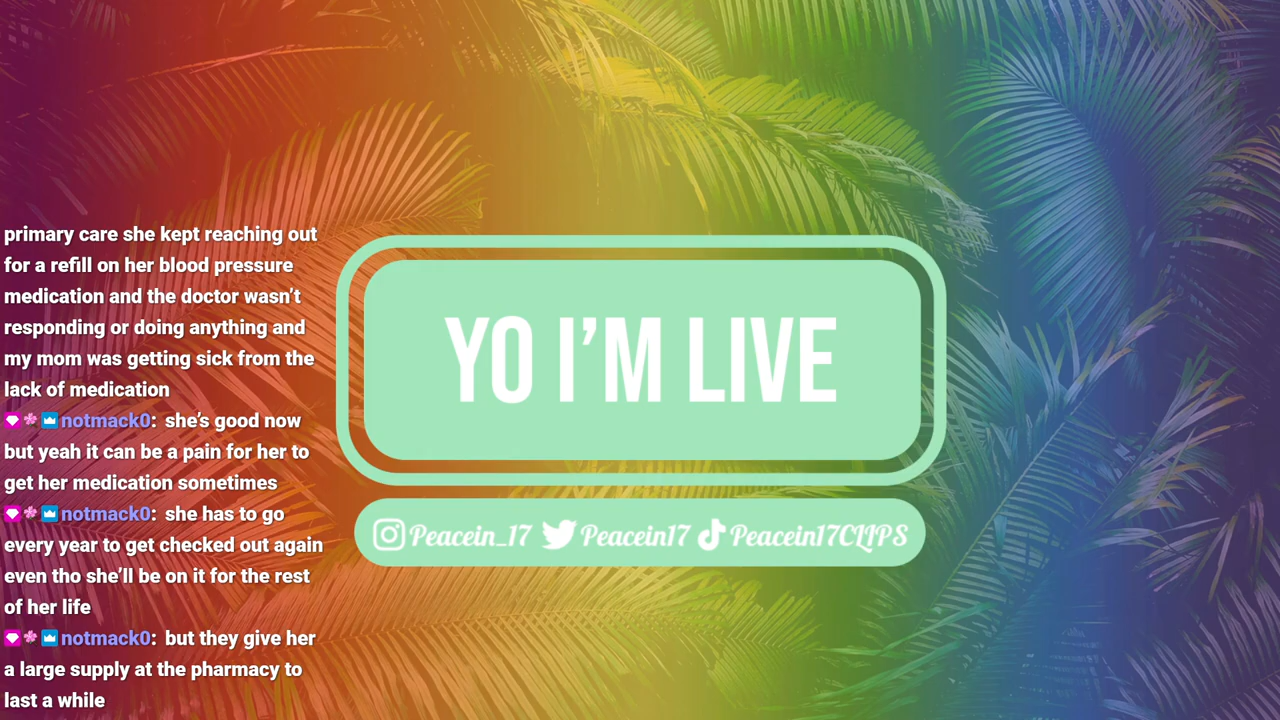 primary care she kept reaching out
for a refill on her blood pressure
medication and the doctor wasn’t
responding or doing anything and
my mom was getting sick from the
lack of medication
notmack0: she’s good now
but yeah it can be a pain for her to
get her medication sometimes
notmack0: she has to go
every year to get checked out again
even tho she’ll be on it for the rest
of her life
notmack0: but they give her
a large supply at the pharmacy to
last a while
YO I’M LIVE
Peacein_17 Peacein17 Peacein17CLIPS